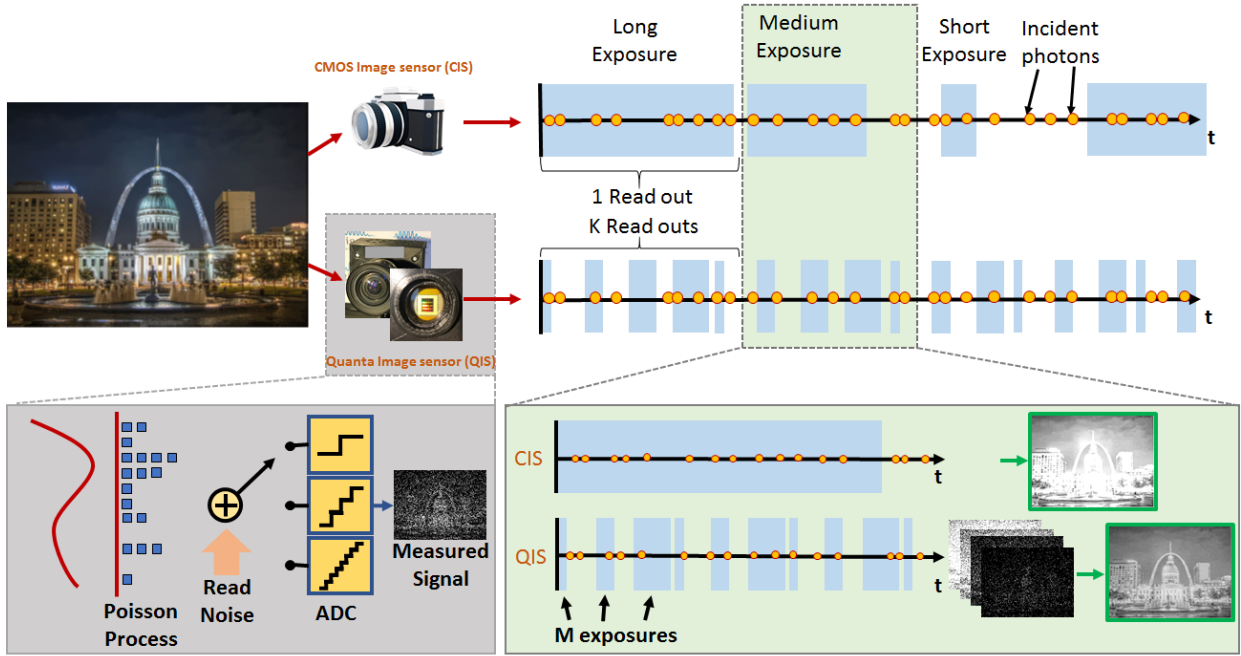 Long
Exposure
Medium
Exposure
Short
Exposure
Incident
photons
CMOS Image sensor (CIS)
t
1 Read out
K Read outs
t
Quanta Image sensor (QIS)
CIS
t
QIS
t
M exposures
Measured
Signal
Read
Noise
ADC
Poisson
Process